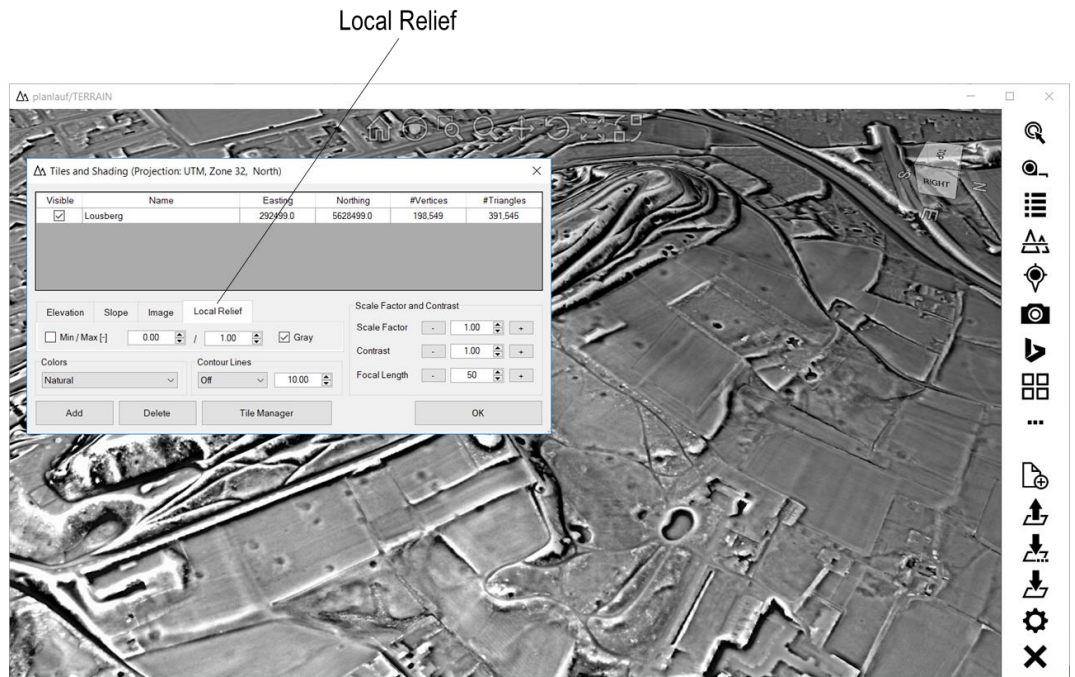 Local Relief
planlauf/TERRAIN
Tiles and Shading (Projection: UTM, Zone 32, North)
Visible Name Easting Northing #Vertices #Triangles
Lousberg 292499.0 5628499.0 198,549 391,545
Elevation Slope Image Local Relief
Min / Max [-] 0.00 / 1.00 Gray
Colors Contour Lines
Natural Off 10.00
Scale Factor and Contrast
Scale Factor - 1.00 +
Contrast - 1.00 +
Focal Length - 50 +
Add Delete Tile Manager OK
TOP
S RIGHT N
E